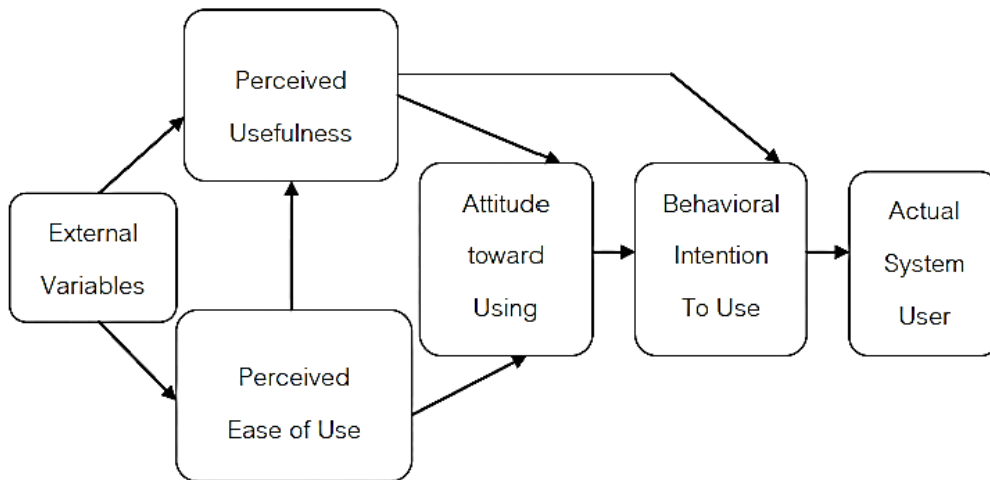 Perceived
Usefulness
External
Variables
Perceived
Ease of Use
Attitude
toward
Using
Behavioral
Intention
To Use
Actual
System
User